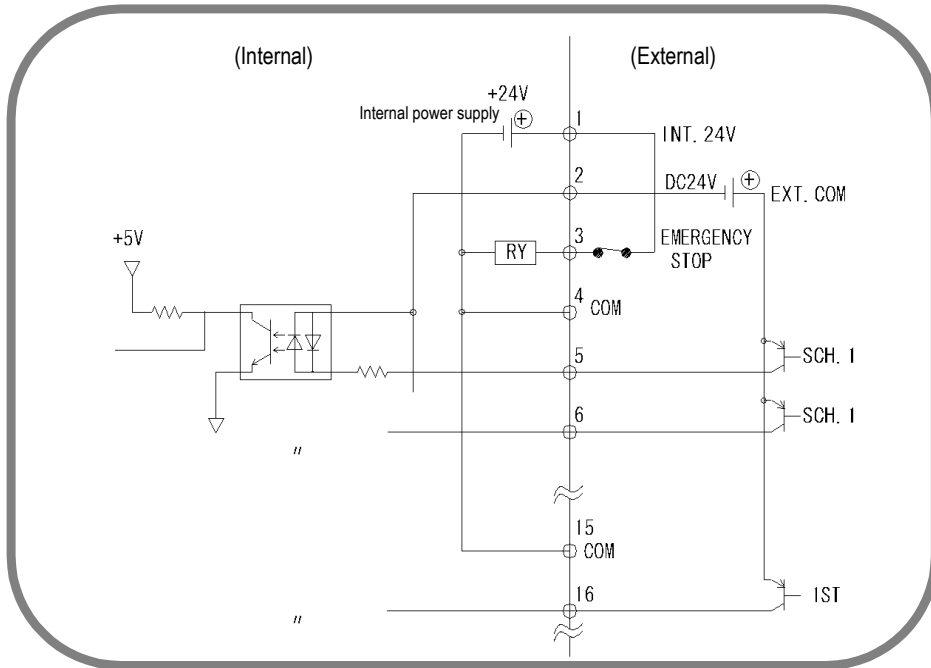 (Internal)
(External)
+24V
Internal power supply
⊕
1
INT. 24V
2
DC24V
⊕
EXT. COM
+5V
3
RY
EMERGENCY
STOP
4
COM
5
SCH. 1
6
SCH. 1
〃
15
COM
16
IST
〃